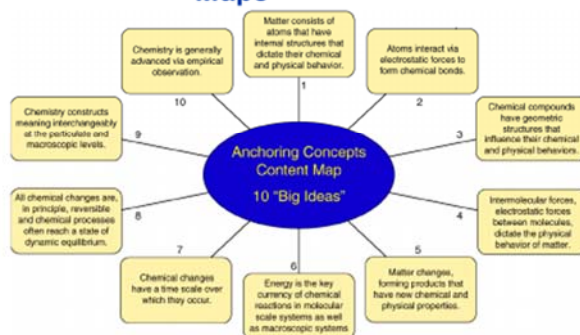 Maps
Matter consists of
atoms that have
internal structures that
dictate their chemical
and physical behavior.
1
Atoms interact via
electrostatic forces to
form chemical bonds.
2
Chemical compounds
have geometric
structures that
influence their chemical
and physical behaviors.
3
Intermolecular forces,
electrostatic forces
between molecules,
dictate the physical
behavior of matter.
4
Matter changes,
forming products that
have new chemical and
physical properties.
5
Energy is the key
currency of chemical
reactions in molecular
scale systems as well
as macroscopic systems
6
Chemical changes
have a time scale over
which they occur.
7
All chemical changes are,
in principle, reversible
and chemical processes
often reach a state of
dynamic equilibrium.
8
Chemistry constructs
meaning interchangeably
at the particulate and
macroscopic levels.
9
Chemistry is generally
advanced via empirical
observation.
10
Anchoring Concepts
Content Map
10 "Big Ideas"